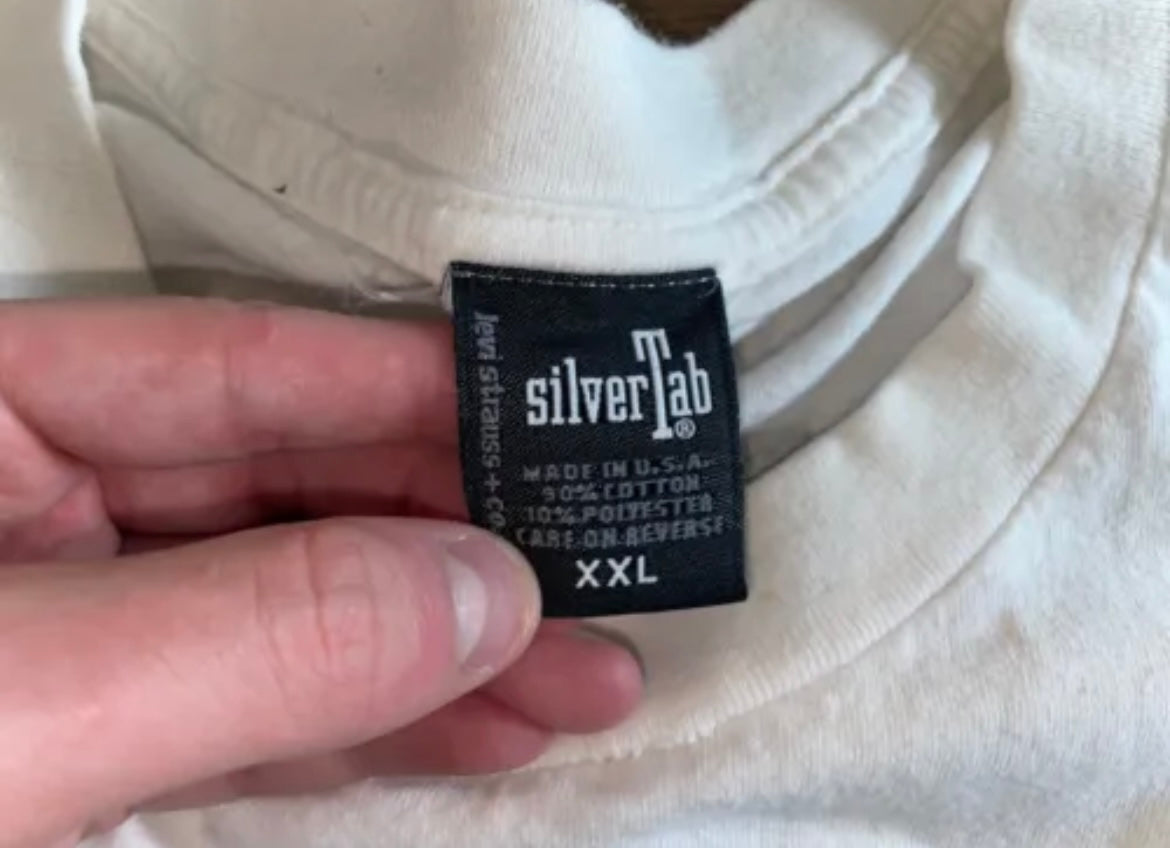 levi strauss + co.
silverTab®
MADE IN U.S.A.
90% COTTON
10% POLYESTER
CARE ON REVERSE
XXL